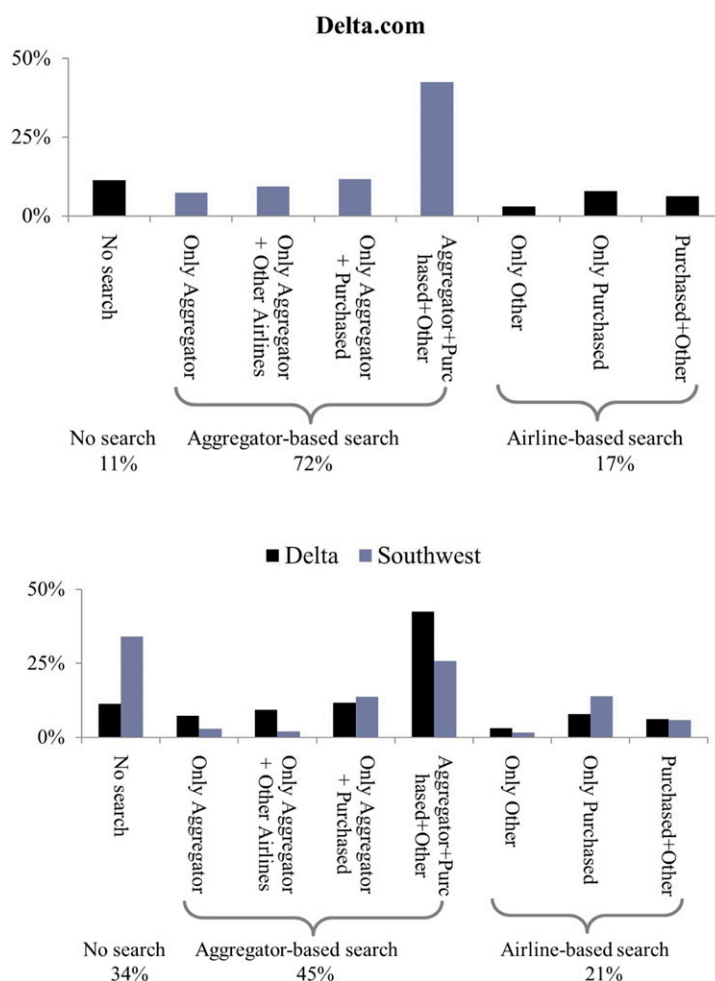 Delta.com
50%
25%
0%
No search
Only Aggregator
Only Aggregator
+ Other Airlines
Only Aggregator
+ Purchased
Aggregator+Purc
hased+Other
Only Other
Only Purchased
Purchased+Other
No search
11%
Aggregator-based search
72%
Airline-based search
17%
Delta
Southwest
50%
25%
0%
No search
Only Aggregator
Only Aggregator
+ Other Airlines
Only Aggregator
+ Purchased
Aggregator+Purc
hased+Other
Only Other
Only Purchased
Purchased+Other
No search
34%
Aggregator-based search
45%
Airline-based search
21%